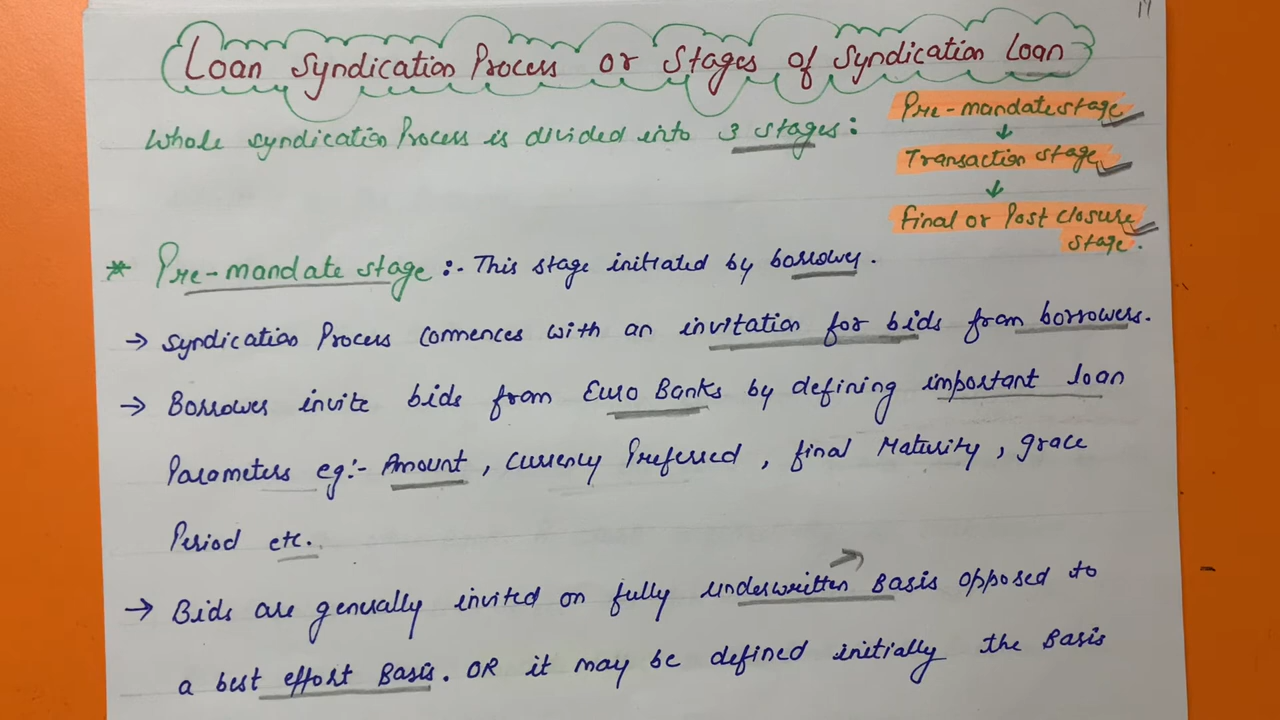 17
Loan Syndication Process or Stages of Syndication Loan
Whole syndication Process is divided into 3 stages:
Pre-mandate stage
↓
Transaction stage
↓
Final or Post closure
stage.
* Pre-mandate stage :- This stage initiated by borrower.
→ Syndication Process commences with an invitation for bids from borrowers.
→ Borrower invite bids from Euro Banks by defining important loan
Parameters eg:- Amount, currency Preferred, final Maturity, grace
Period etc.
→ Bids are generally invited on fully underwritten Basis opposed to
a best effort Basis. OR it may be defined initially the Basis